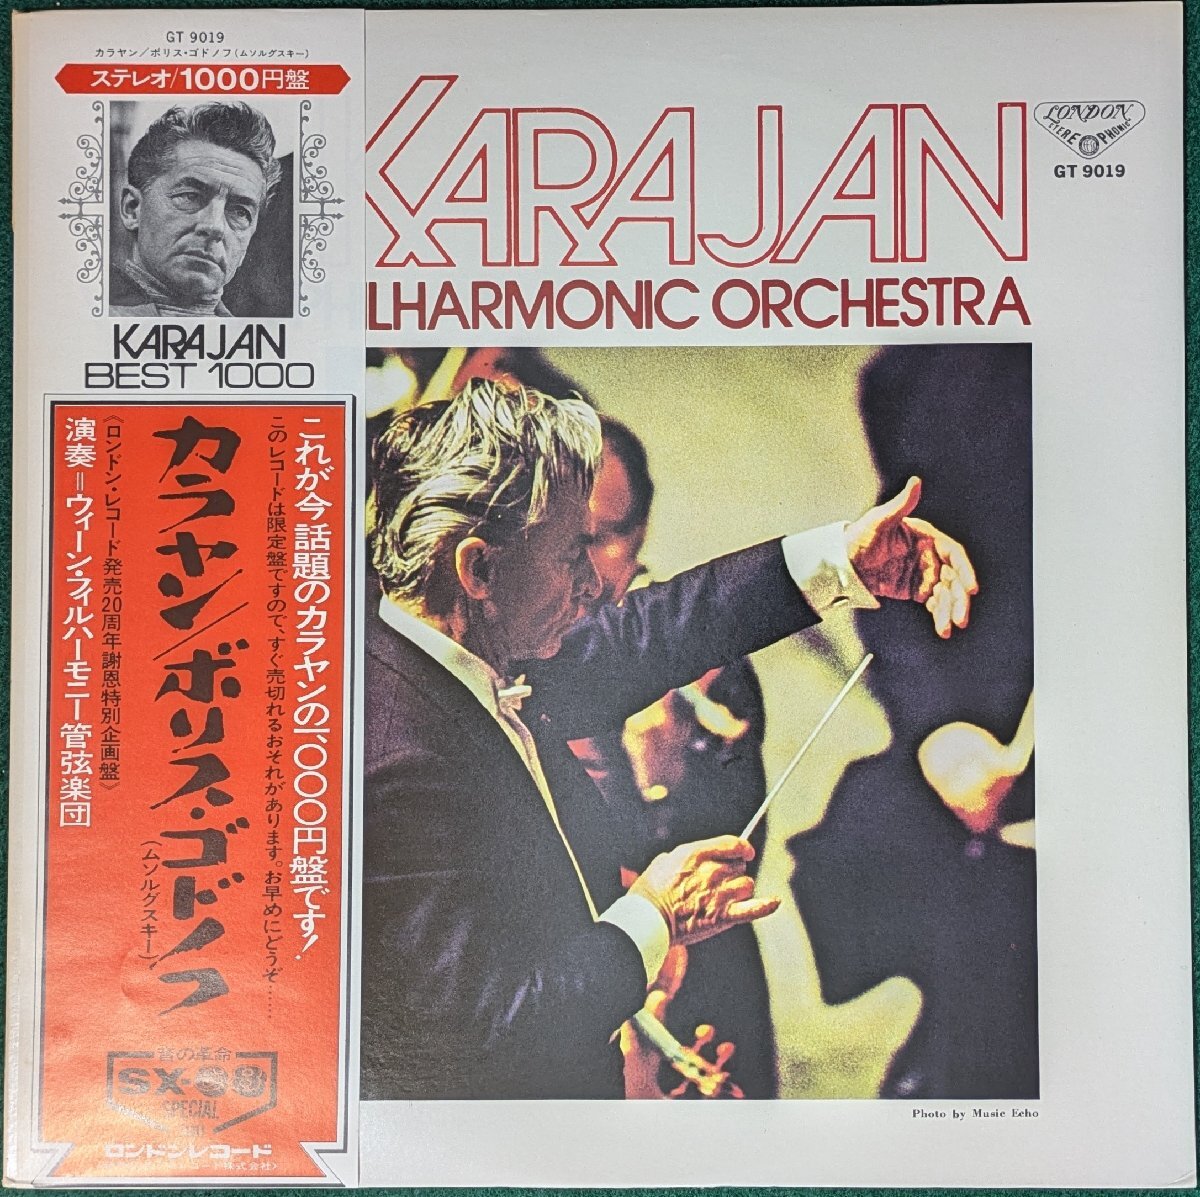 GT 9019
カラヤン/ボリス・ゴドノフ(ムソルグスキー)
ステレオ/1000円盤
KARAJAN
BEST 1000
これが今話題のカラヤンの1,000円盤です!
このレコードは限定盤ですので、すぐ売切れるおそれがあります。お早めにどうぞ……
カラヤン/ボリス・ゴドノフ
(ムソルグスキー)
《ロンドン・レコード発売20周年謝恩特別企画盤》
演奏=ウィーン・フィルハーモニー管弦楽団
音の革命
SX-68
SPECIAL
ロンドンレコード
KARAJAN
LHARMONIC ORCHESTRA
LONDON
STEREOPHONIC
GT 9019
Photo by Music Echo